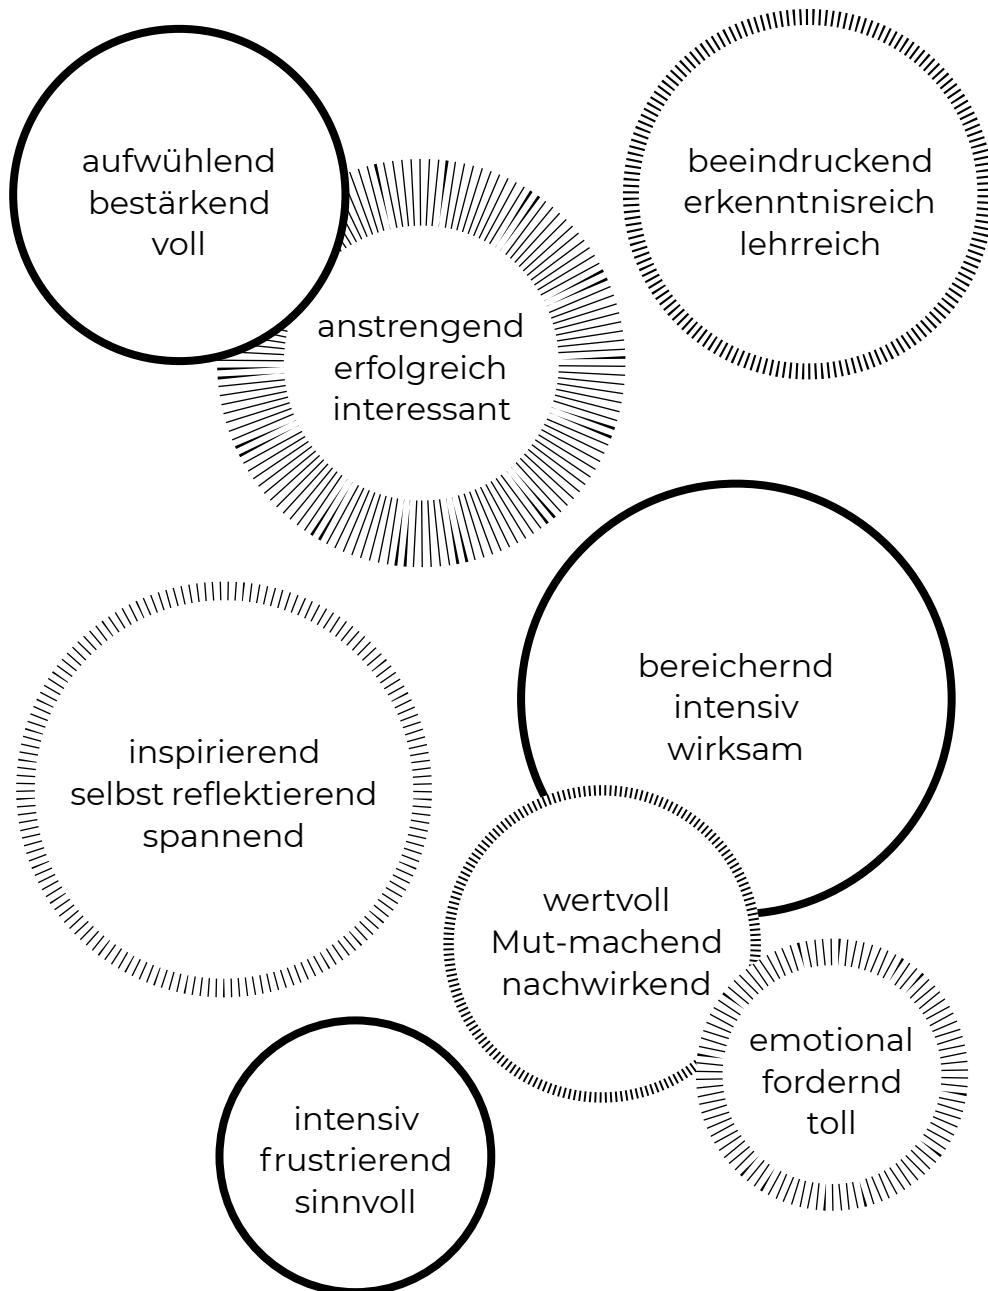 aufwühlend
bestärkend
voll
beeindruckend
erkenntnisreich
lehrreich
anstrengend
erfolgreich
interessant
bereichernd
intensiv
wirksam
inspirierend
selbst reflektierend
spannend
wertvoll
Mut-machend
nachwirkend
emotional
fordernd
toll
intensiv
frustrierend
sinnvoll